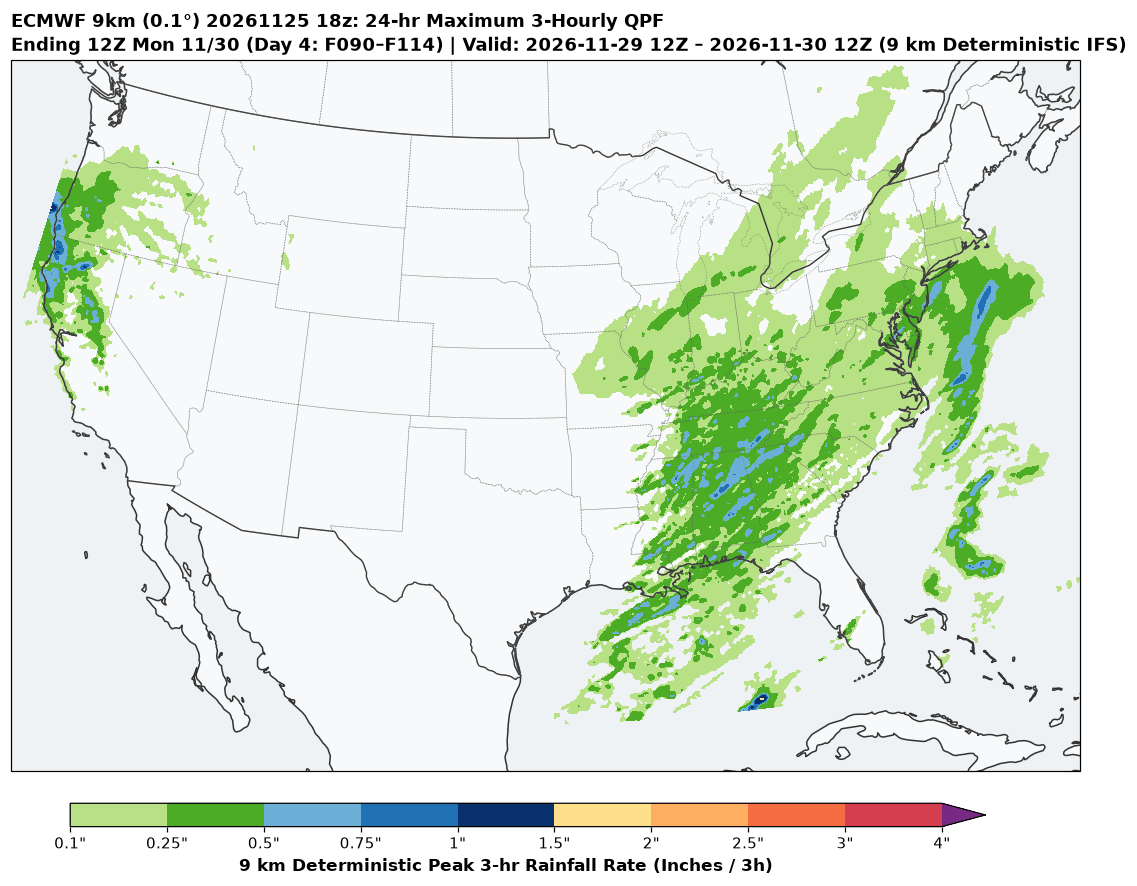 ECMWF 9km (0.1°) 20261125 18z: 24-hr Maximum 3-Hourly QPF
Ending 12Z Mon 11/30 (Day 4: F090–F114) | Valid: 2026-11-29 12Z – 2026-11-30 12Z (9 km Deterministic IFS)
0.1" 0.25" 0.5" 0.75" 1" 1.5" 2" 2.5" 3" 4"
9 km Deterministic Peak 3-hr Rainfall Rate (Inches / 3h)